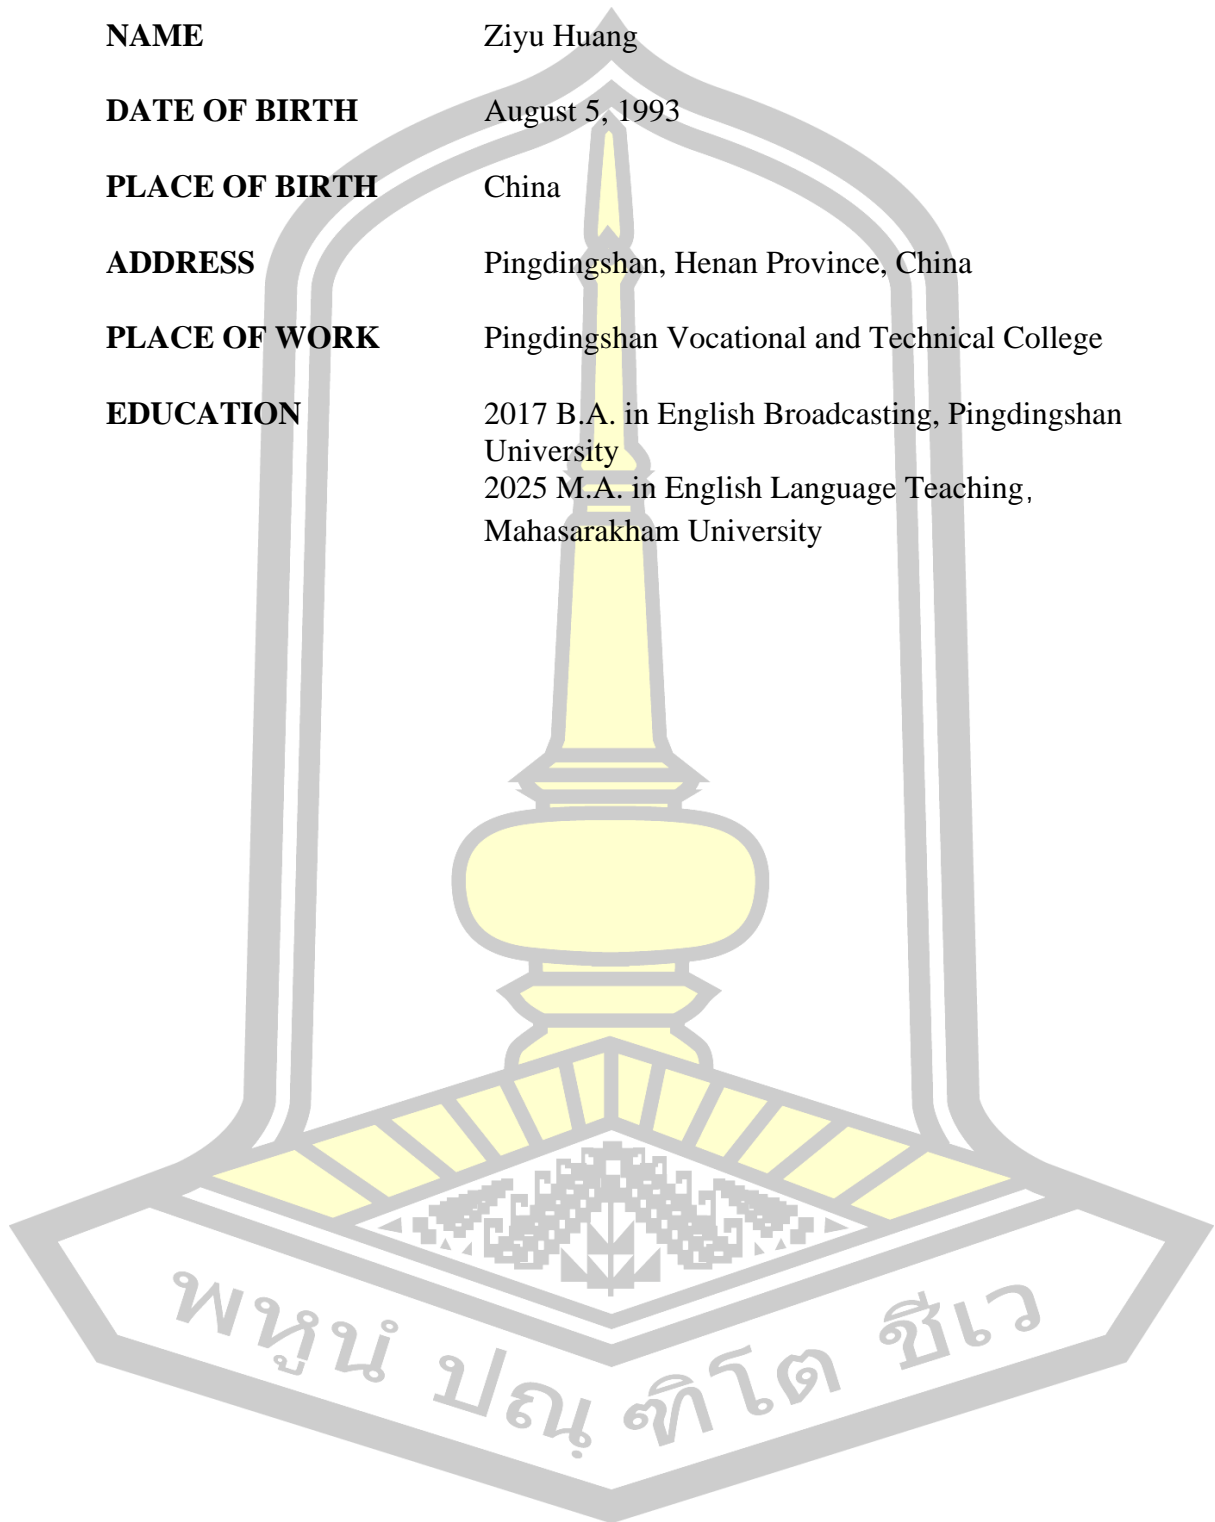 NAME Ziyu Huang
DATE OF BIRTH August 5, 1993
PLACE OF BIRTH China
ADDRESS Pingdingshan, Henan Province, China
PLACE OF WORK Pingdingshan Vocational and Technical College
EDUCATION 2017 B.A. in English Broadcasting, Pingdingshan
University
2025 M.A. in English Language Teaching,
Mahasarakham University
พหูนํ ปณฺ ฑิโต ชีเว